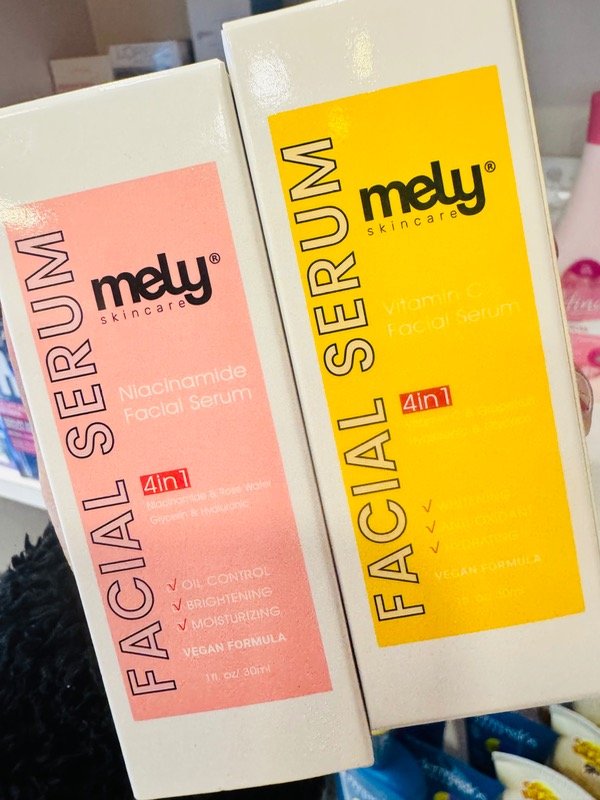 FACIAL SERUM
mely®
skincare
Niacinamide
Facial Serum
4in1
Niacinamide & Rose Water
Glycerin & Hyaluronic
✓ OIL CONTROL
✓ BRIGHTENING
✓ MOISTURIZING
VEGAN FORMULA
1fl. oz/ 30ml
FACIAL SERUM
mely®
skincare
Vitamin C
Facial Serum
4in1
VEGAN FORMULA